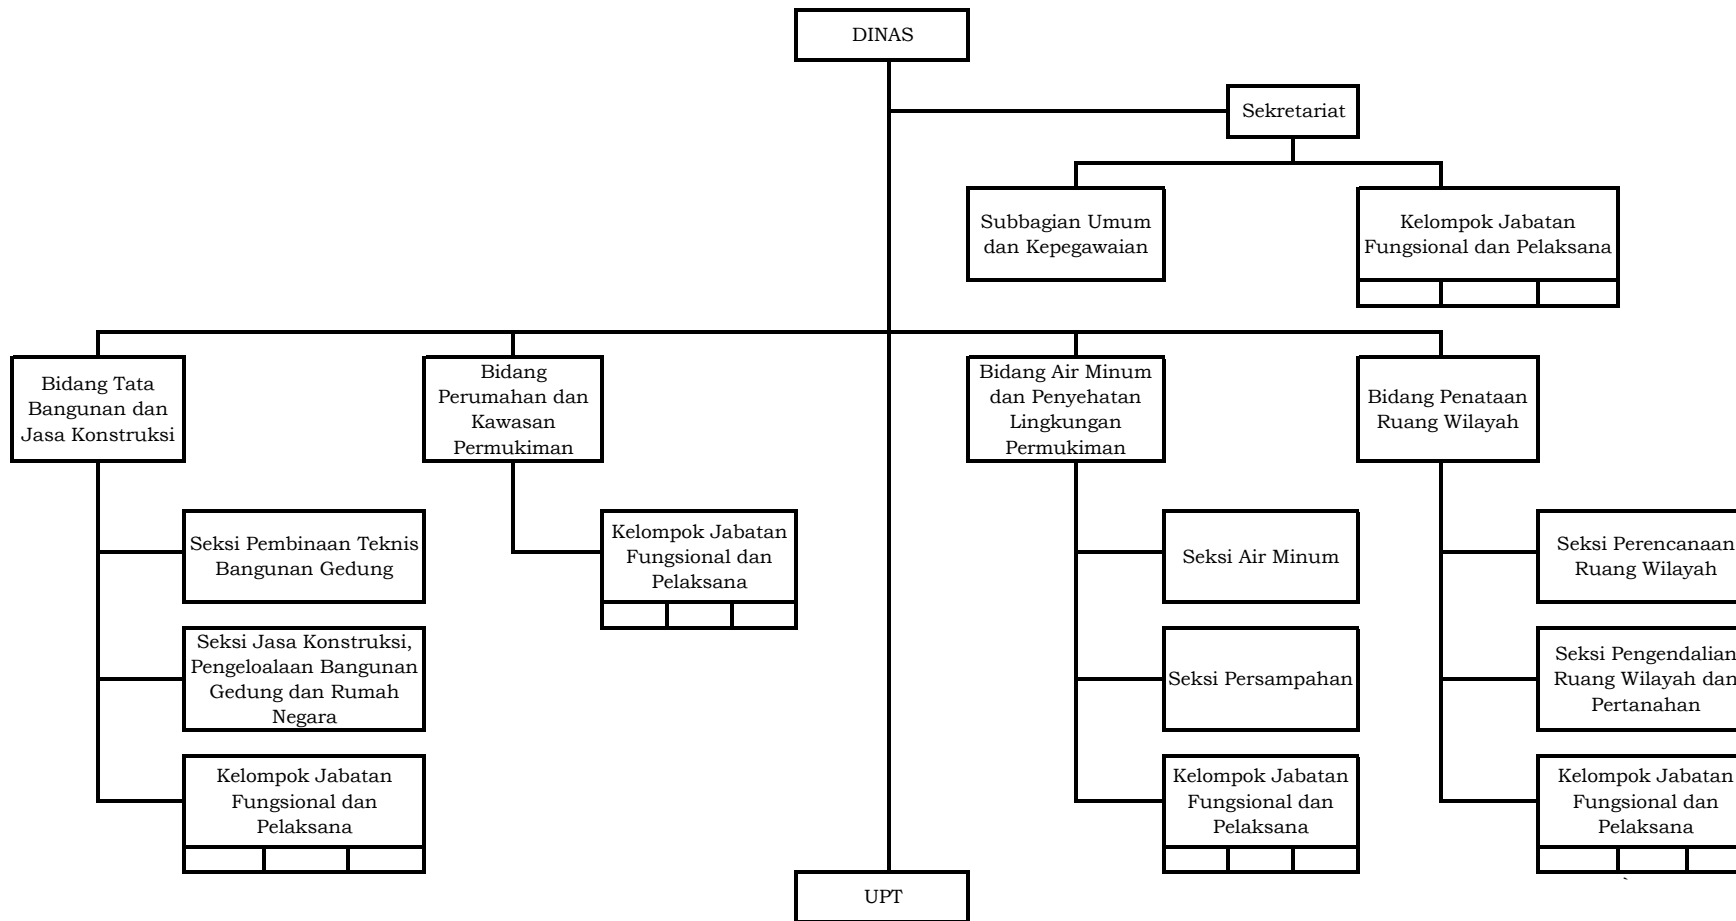 DINAS
Sekretariat
Subbagian Umum
dan Kepegawaian
Kelompok Jabatan
Fungsional dan Pelaksana
Bidang Tata
Bangunan dan
Jasa Konstruksi
Bidang
Perumahan dan
Kawasan
Permukiman
Bidang Air Minum
dan Penyehatan
Lingkungan
Permukiman
Bidang Penataan
Ruang Wilayah
Seksi Pembinaan Teknis
Bangunan Gedung
Seksi Jasa Konstruksi,
Pengeloalaan Bangunan
Gedung dan Rumah
Negara
Kelompok Jabatan
Fungsional dan
Pelaksana
Kelompok Jabatan
Fungsional dan
Pelaksana
Seksi Air Minum
Seksi Persampahan
Kelompok Jabatan
Fungsional dan
Pelaksana
Seksi Perencanaan
Ruang Wilayah
Seksi Pengendalian
Ruang Wilayah dan
Pertanahan
Kelompok Jabatan
Fungsional dan
Pelaksana
UPT